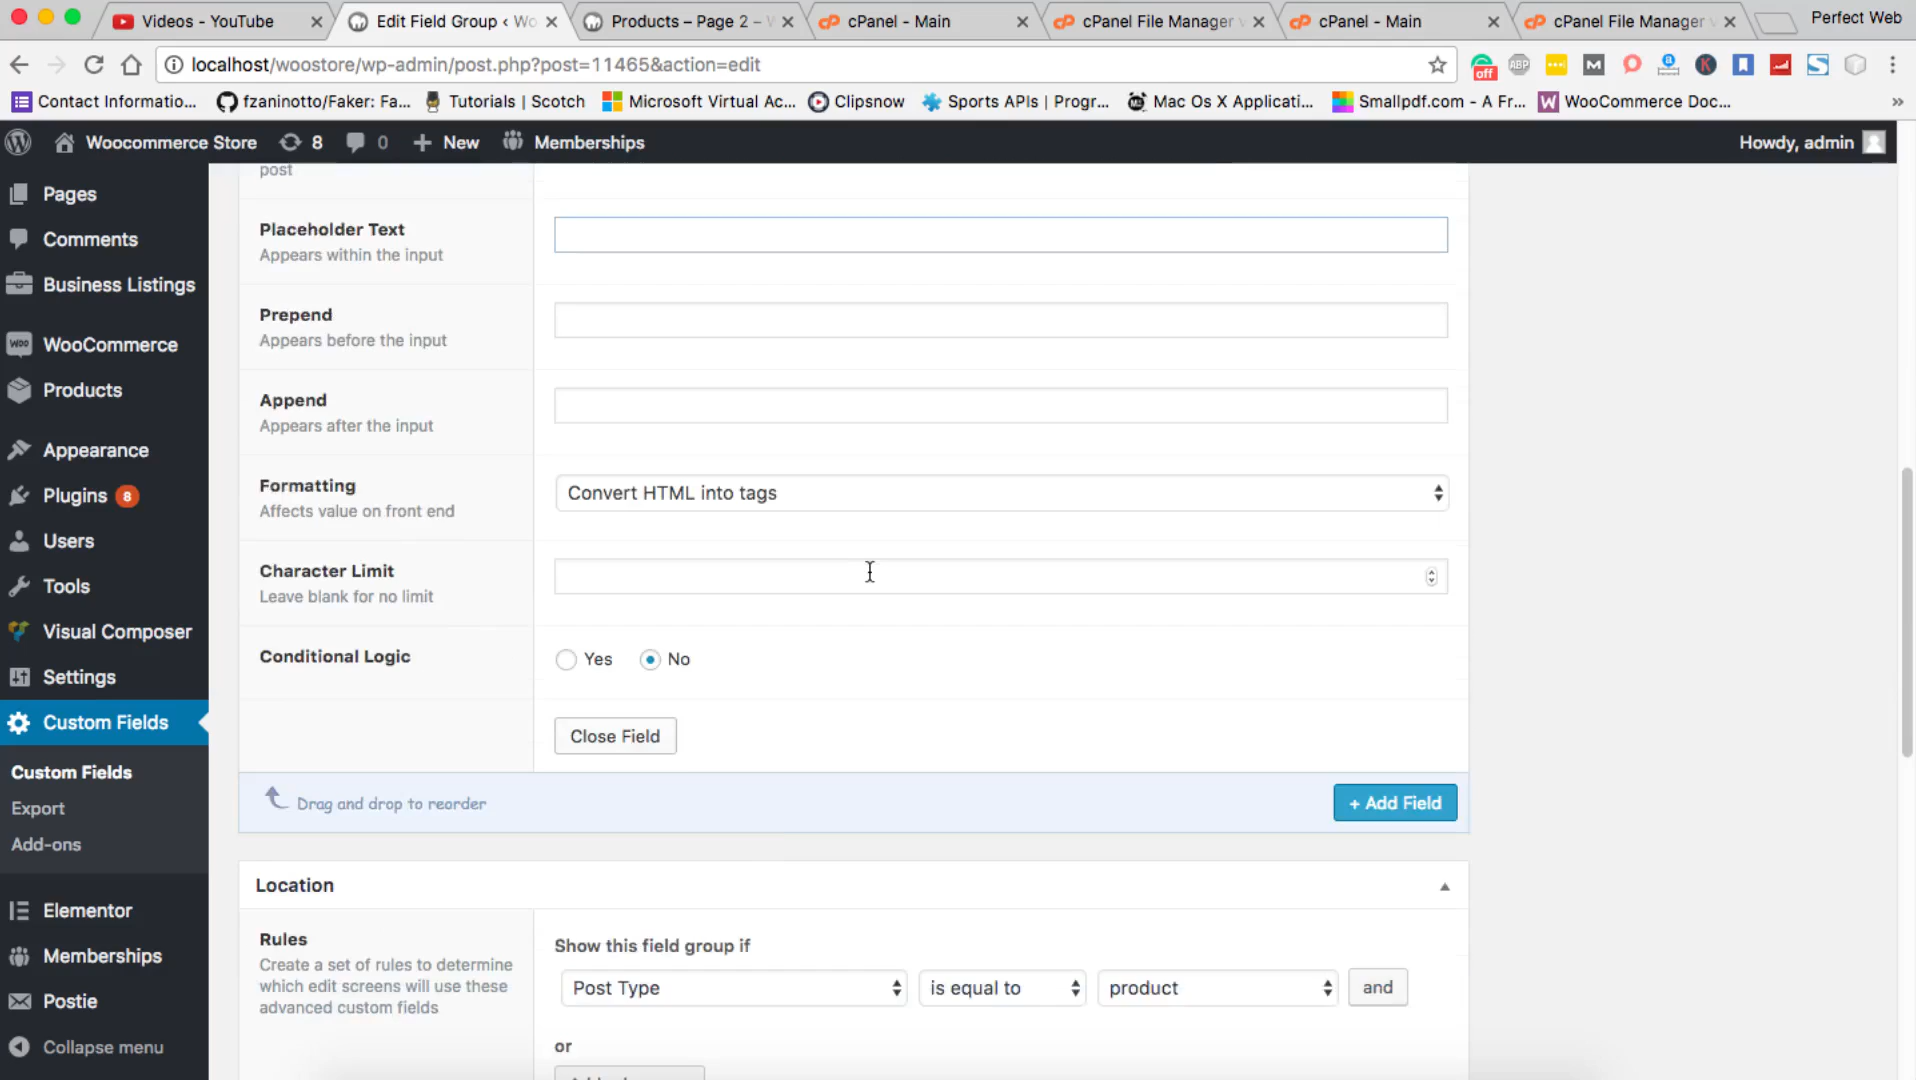 Videos - YouTube
Edit Field Group ‹ Wo
Products – Page 2 – W
cPanel - Main
cPanel File Manager v
cPanel - Main
cPanel File Manager v
Perfect Web
localhost/woostore/wp-admin/post.php?post=11465&action=edit
off
ABP
M
a
K
S
Contact Informatio...
fzaninotto/Faker: Fa...
Tutorials | Scotch
Microsoft Virtual Ac...
Clipsnow
Sports APIs | Progr...
Mac Os X Applicati...
Smallpdf.com - A Fr...
W
WooCommerce Doc...
»
Woocommerce Store
8
0
New
Memberships
Howdy, admin
Pages
Comments
Business Listings
WooCommerce
Products
Appearance
Plugins 8
Users
Tools
Visual Composer
Settings
Custom Fields
Custom Fields
Export
Add-ons
Elementor
Memberships
Postie
Collapse menu
post
Placeholder Text
Appears within the input
Prepend
Appears before the input
Append
Appears after the input
Formatting
Affects value on front end
Convert HTML into tags
Character Limit
Leave blank for no limit
Conditional Logic
Yes
No
Close Field
Drag and drop to reorder
+ Add Field
Location
Rules
Create a set of rules to determine
which edit screens will use these
advanced custom fields
Show this field group if
Post Type
is equal to
product
and
or